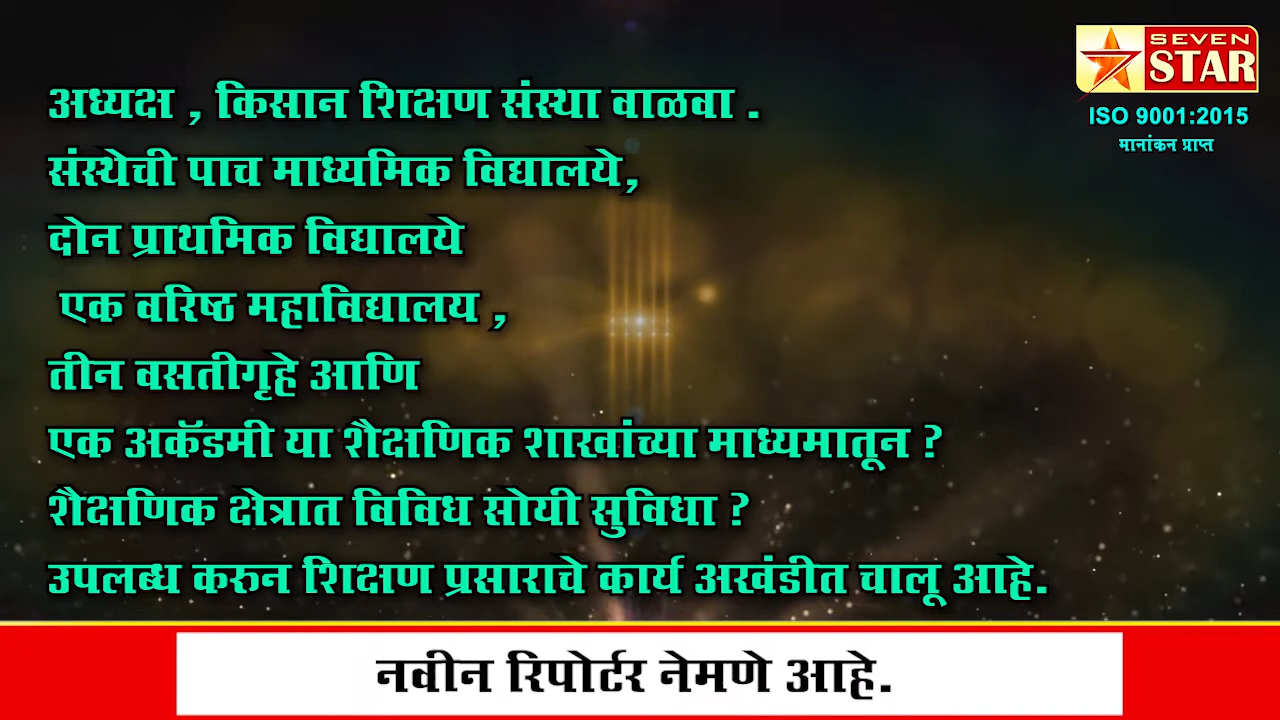 SEVEN
STAR
ISO 9001:2015
मानांकन प्राप्त
अध्यक्ष , किसान शिक्षण संस्था वाळवा .
संस्थेची पाच माध्यमिक विद्यालये,
दोन प्राथमिक विद्यालये
एक वरिष्ठ महाविद्यालय ,
तीन वसतीगृहे आणि
एक अकॅडमी या शैक्षणिक शाखांच्या माध्यमातून ?
शैक्षणिक क्षेत्रात विविध सोयी सुविधा ?
उपलब्ध करून शिक्षण प्रसाराचे कार्य अखंडीत चालू आहे.
नवीन रिपोर्टर नेमणे आहे.